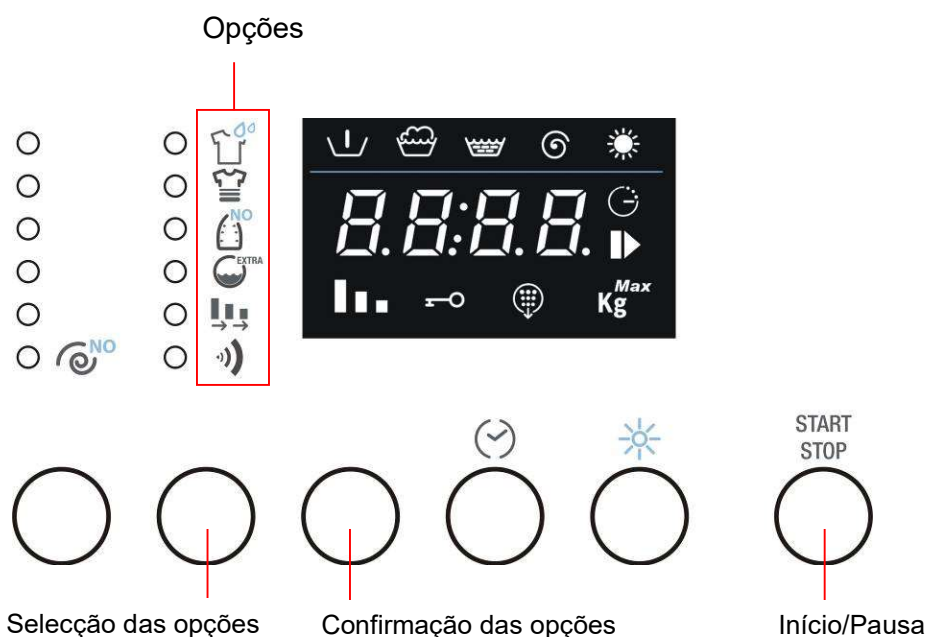 Opções
NO
EXTRA
NO
8.8:8.8.
Max
Kg
START
STOP
Selecção das opções
Confirmação das opções
Início/Pausa